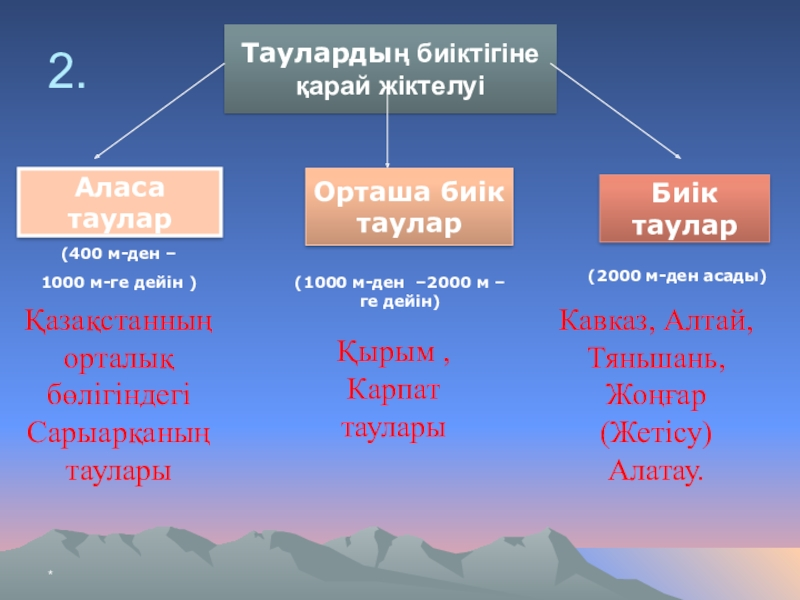 2.
Таулардың биіктігіне
қарай жіктелуі
Аласа
таулар
(400 м-ден –
1000 м-ге дейін )
Қазақстанның
орталық
бөлігіндегі
Сарыарқаның
таулары
Орташа биік
таулар
(1000 м-ден –2000 м –
ге дейін)
Қырым ,
Карпат
таулары
Биік
таулар
(2000 м-ден асады)
Кавказ, Алтай,
Тяньшань,
Жоңғар
(Жетісу)
Алатау.